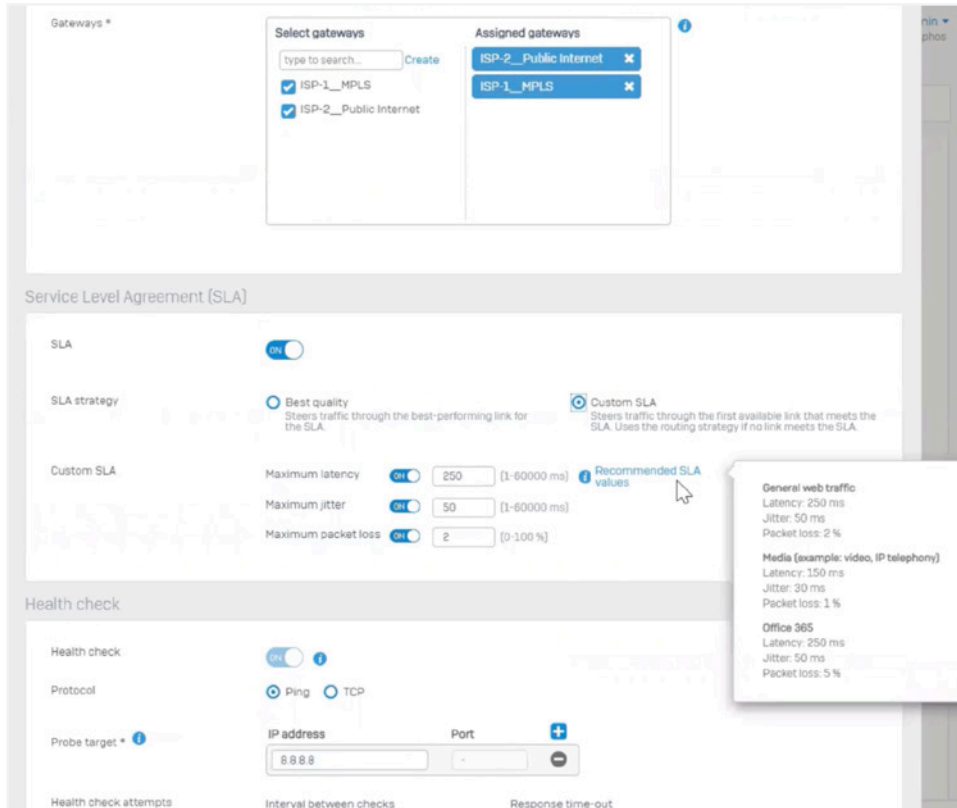 Gateways *
Select gateways
Assigned gateways
nin
phos
type to search...
Create
ISP-2__Public Internet
ISP-1__MPLS
ISP-1__MPLS
ISP-2__Public Internet
Service Level Agreement (SLA)
SLA
ON
SLA strategy
Best quality
Steers traffic through the best-performing link for
the SLA.
Custom SLA
Steers traffic through the first available link that meets the
SLA. Uses the routing strategy if no link meets the SLA.
Custom SLA
Maximum latency ON 250 (1-60000 ms)
Recommended SLA
values
Maximum jitter ON 50 (1-60000 ms)
Maximum packet loss ON 2 (0-100 %)
General web traffic
Latency: 250 ms
Jitter: 50 ms
Packet loss: 2 %
Media (example: video, IP telephony)
Latency: 150 ms
Jitter: 30 ms
Packet loss: 1 %
Office 365
Latency: 250 ms
Jitter: 50 ms
Packet loss: 5 %
Health check
Health check
ON
Protocol
Ping TCP
Probe target *
IP address Port
8.8.8.8 -
Health check attempts
Interval between checks
Response time-out